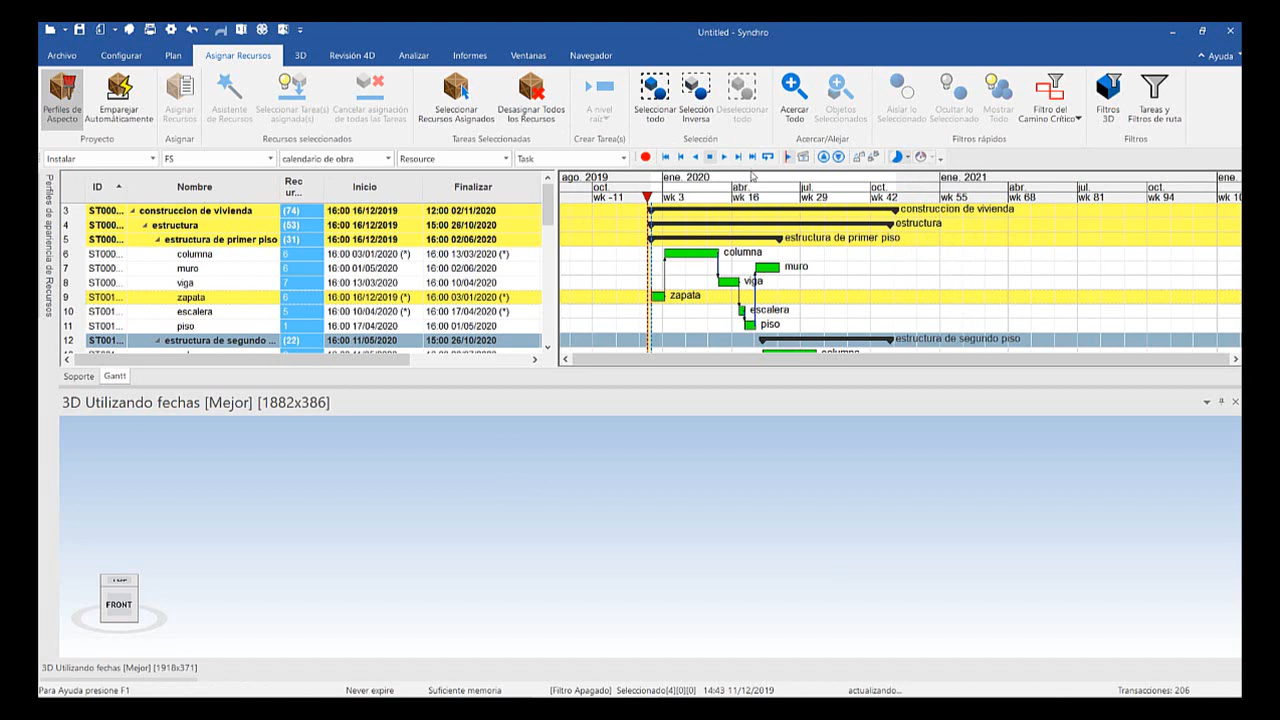 Untitled - Synchro
Archivo Configurar Plan Asignar Recursos 3D Revisión 4D Analizar Informes Ventanas Navegador Ayuda
Perfiles de Aspecto
Emparejar Automáticamente
Asignar Recursos
Asistente de Recursos
Seleccionar Tarea(s) asignada(s)
Cancelar asignación de todas las Tareas
Seleccionar Recursos Asignados
Desasignar Todos los Recursos
A nivel raíz
Seleccionar todo
Selección Inversa
Deseleccionar todo
Acercar Todo
Objetos Seleccionados
Aislar lo Seleccionado
Ocultar lo Seleccionado
Mostrar Todo
Filtro del Camino Crítico
Filtros 3D
Tareas y Filtros de ruta
Proyecto Asignar Recursos seleccionados Tareas Seleccionadas Crear Tarea(s) Selección Acercar/Alejar Filtros rápidos Filtros
Instalar FS calendario de obra Resource Task
Perfiles de apariencia de Recursos
ID Nombre Rec ur... Inicio Finalizar
3 ST000... construccion de vivienda (74) 16:00 16/12/2019 12:00 02/11/2020
4 ST000... estructura (53) 16:00 16/12/2019 15:00 26/10/2020
5 ST000... estructura de primer piso (31) 16:00 16/12/2019 16:00 02/06/2020
6 ST000... columna 6 16:00 03/01/2020 (*) 16:00 13/03/2020 (*)
7 ST000... muro 6 16:00 01/05/2020 16:00 02/06/2020
8 ST000... viga 7 16:00 13/03/2020 16:00 10/04/2020
9 ST001... zapata 6 16:00 16/12/2019 (*) 16:00 03/01/2020 (*)
10 ST001... escalera 5 16:00 10/04/2020 (*) 16:00 17/04/2020 (*)
11 ST001... piso 1 16:00 17/04/2020 16:00 01/05/2020
12 ST001... estructura de segundo ... (22) 16:00 11/05/2020 15:00 26/10/2020
ago. 2019 ene. 2020 ene. 2021 ene.
oct. abr. jul. oct. abr. jul. oct.
wk -11 wk 3 wk 16 wk 29 wk 42 wk 55 wk 68 wk 81 wk 94 wk 10
construccion de vivienda
estructura
estructura de primer piso
columna
muro
viga
zapata
escalera
piso
estructura de segundo piso
columna
Soporte Gantt
3D Utilizando fechas [Mejor] [1882x386]
FRONT
3D Utilizando fechas [Mejor] [1918x371]
Para Ayuda presione F1 Never expire Suficiente memoria [Filtro Apagado] Seleccionado[4][0][0] 14:43 11/12/2019 actualizando... Transacciones: 206